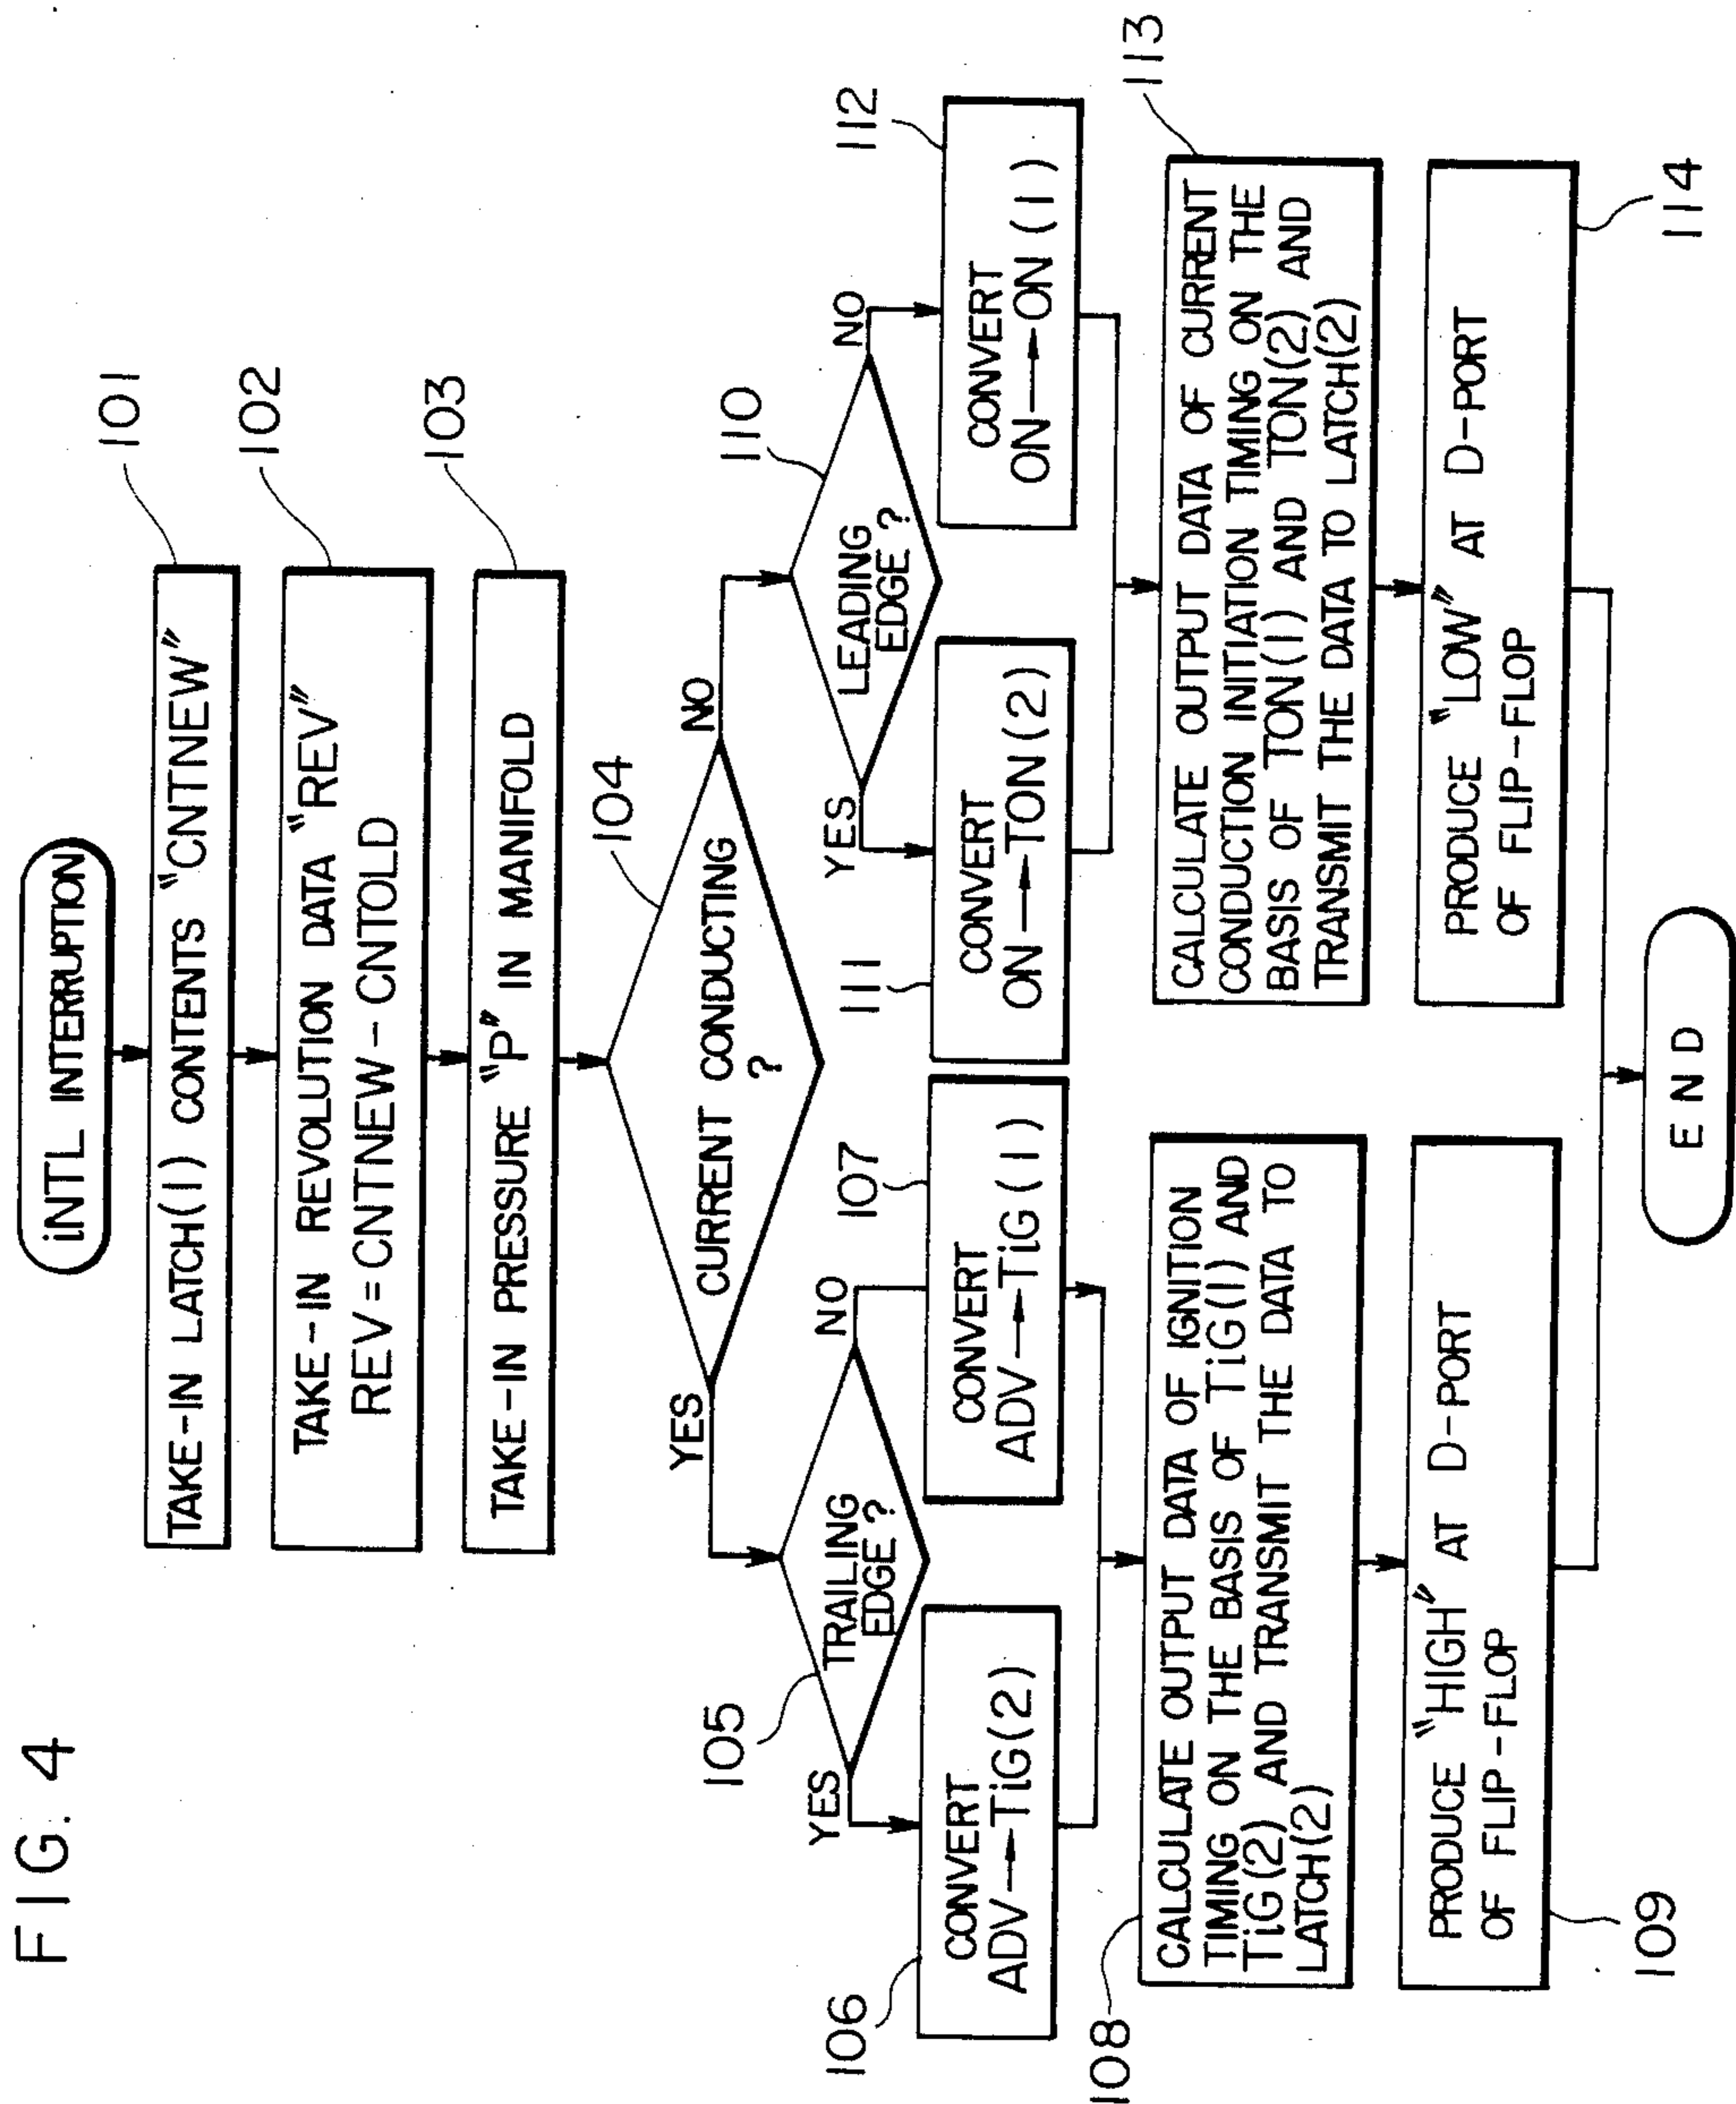 FIG. 4
iNTL INTERRUPTION
101
TAKE-IN LATCH(1) CONTENTS "CNTNEW"
102
TAKE-IN REVOLUTION DATA "REV"
REV = CNTNEW - CNTOLD
103
TAKE-IN PRESSURE "P" IN MANIFOLD
104
CURRENT CONDUCTING
?
YES
NO
105
TRAILING
EDGE ?
YES
NO
106
CONVERT
ADV→TiG(2)
107
CONVERT
ADV→TiG(1)
108
CALCULATE OUTPUT DATA OF IGNITION
TIMING ON THE BASIS OF TiG(1) AND
TiG(2) AND TRANSMIT THE DATA TO
LATCH(2)
109
PRODUCE "HIGH" AT D-PORT
OF FLIP-FLOP
110
LEADING
EDGE ?
YES
NO
111
CONVERT
ON→TON(2)
112
CONVERT
ON→ON(1)
113
CALCULATE OUTPUT DATA OF CURRENT
CONDUCTION INITIATION TIMING ON THE
BASIS OF TON(1) AND TON(2) AND
TRANSMIT THE DATA TO LATCH(2)
114
PRODUCE "LOW" AT D-PORT
OF FLIP-FLOP
END